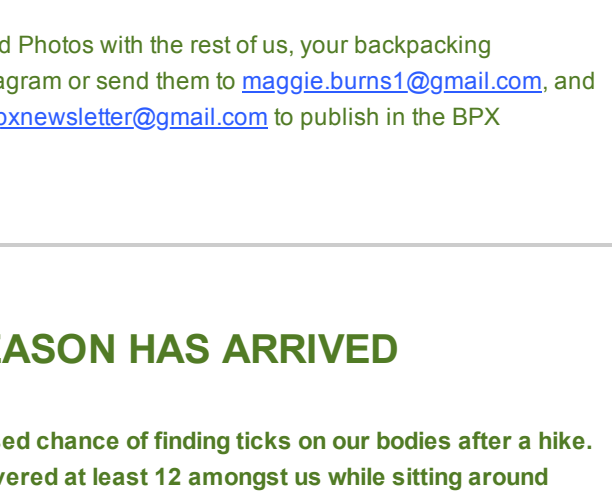 d Photos with the rest of us, your backpacking
agram or send them to maggie.burns1@gmail.com, and
xnewsletter@gmail.com to publish in the BPX
EASON HAS ARRIVED
sed chance of finding ticks on our bodies after a hike.
vered at least 12 amongst us while sitting around